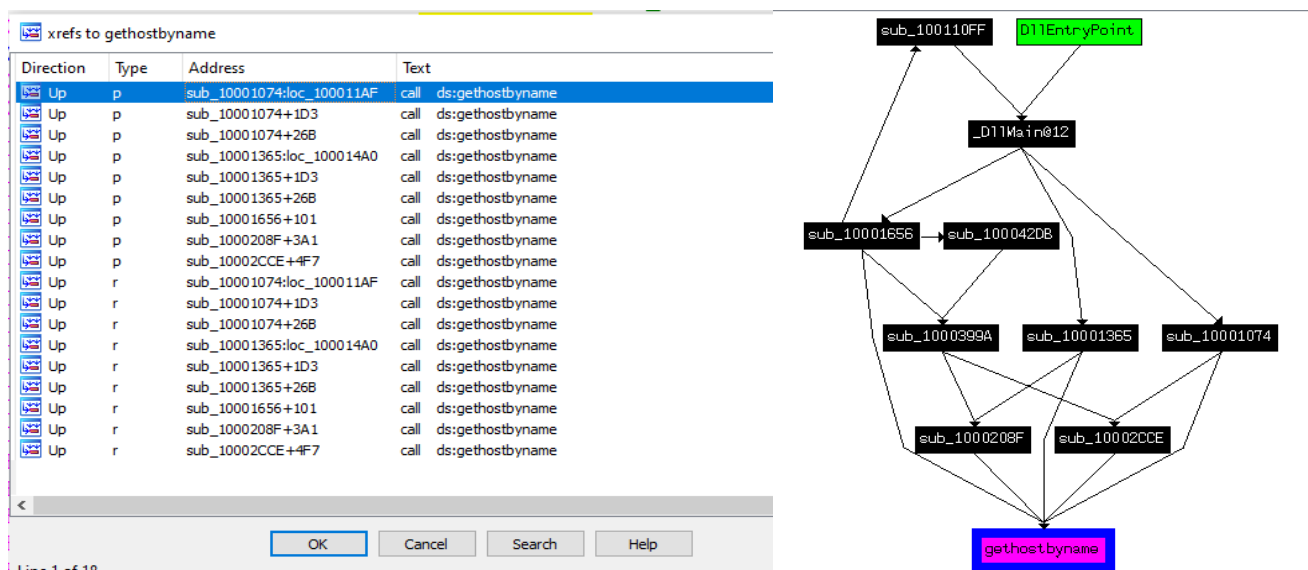 xrefs to gethostbyname
Direction Type Address Text
Up p sub_10001074:loc_100011AF call ds:gethostbyname
Up p sub_10001074+1D3 call ds:gethostbyname
Up p sub_10001074+26B call ds:gethostbyname
Up p sub_10001365:loc_100014A0 call ds:gethostbyname
Up p sub_10001365+1D3 call ds:gethostbyname
Up p sub_10001365+26B call ds:gethostbyname
Up p sub_10001656+101 call ds:gethostbyname
Up p sub_1000208F+3A1 call ds:gethostbyname
Up p sub_10002CCE+4F7 call ds:gethostbyname
Up r sub_10001074:loc_100011AF call ds:gethostbyname
Up r sub_10001074+1D3 call ds:gethostbyname
Up r sub_10001074+26B call ds:gethostbyname
Up r sub_10001365:loc_100014A0 call ds:gethostbyname
Up r sub_10001365+1D3 call ds:gethostbyname
Up r sub_10001365+26B call ds:gethostbyname
Up r sub_10001656+101 call ds:gethostbyname
Up r sub_1000208F+3A1 call ds:gethostbyname
Up r sub_10002CCE+4F7 call ds:gethostbyname
OK Cancel Search Help
Line 1 of 18
sub_100110FF DllEntryPoint
_DllMain@12
sub_10001656 sub_100042DB
sub_1000399A sub_10001365 sub_10001074
sub_1000208F sub_10002CCE
gethostbyname